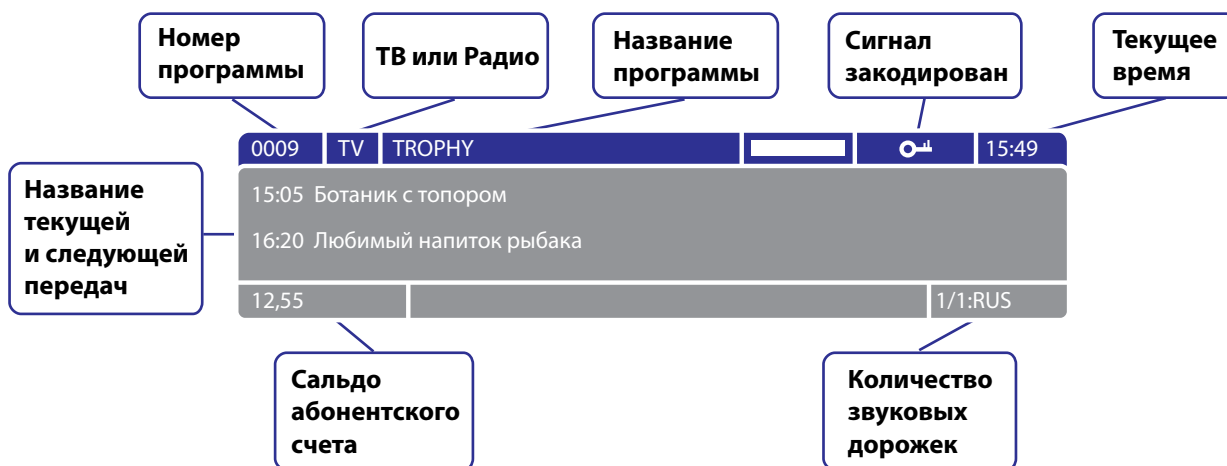 Номер
программы
ТВ или Радио
Название
программы
Сигнал
закодирован
Текущее
время
0009 TV TROPHY 15:49
Название
текущей
и следующей
передач
15:05 Ботаник с топором
16:20 Любимый напиток рыбака
12,55 1/1:RUS
Сальдо
абонентского
счета
Количество
звуковых
дорожек